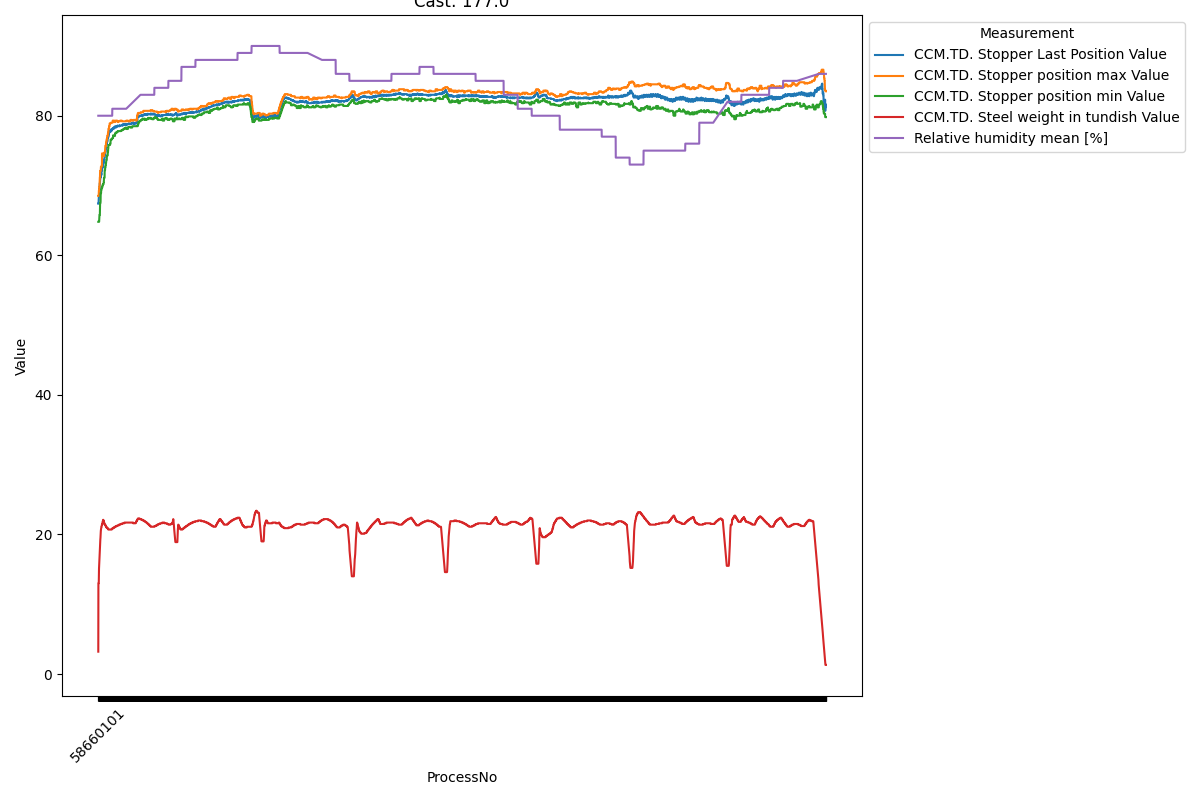 Cast: 177.0
Measurement
CCM.TD. Stopper Last Position Value
CCM.TD. Stopper position max Value
CCM.TD. Stopper position min Value
CCM.TD. Steel weight in tundish Value
Relative humidity mean [%]
80
60
40
20
0
Value
58660101
ProcessNo